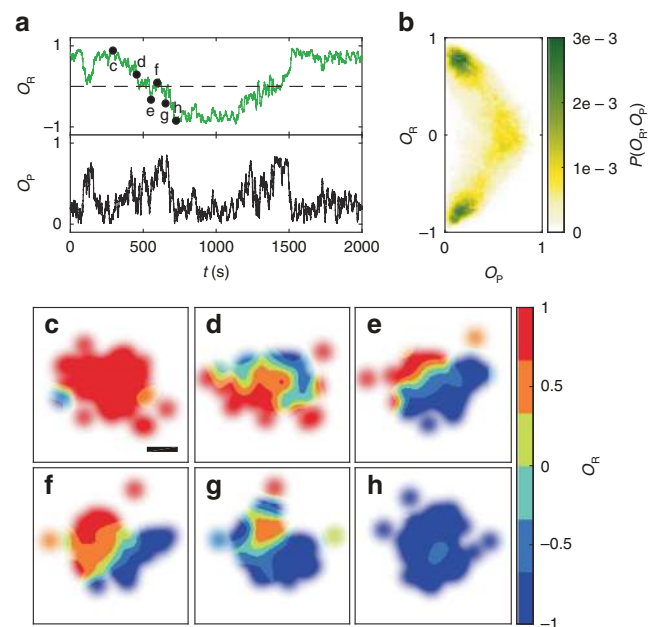 a
b
1
O_R
−1
c
d
f
e
g
h
1
O_P
0
0
500
1000
1500
2000
t (s)
1
O_R
0
−1
0
1
O_P
3e − 3
2e − 3
1e − 3
0
P(O_R, O_P)
c
d
e
f
g
h
1
0.5
0
−0.5
−1
O_R